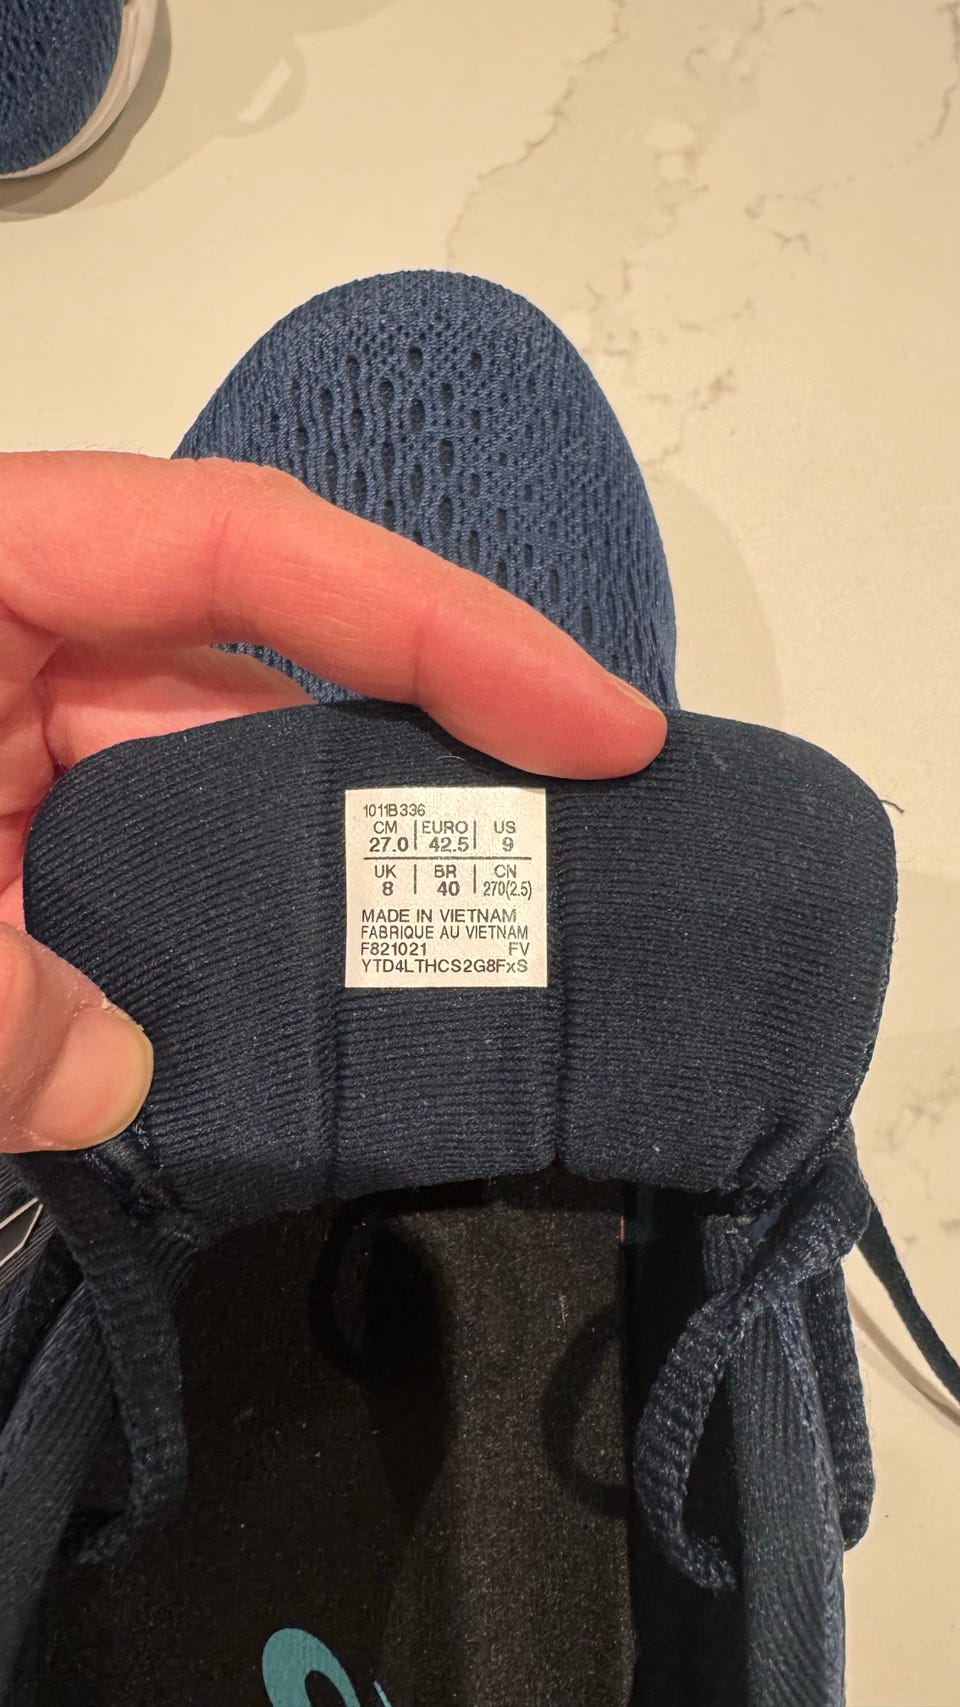 1011B336
CM | EURO | US
27.0 | 42.5 | 9
UK | BR | CN
8 | 40 | 270(2.5)
MADE IN VIETNAM
FABRIQUE AU VIETNAM
F821021 FV
YTD4LTHCS2G8FxS